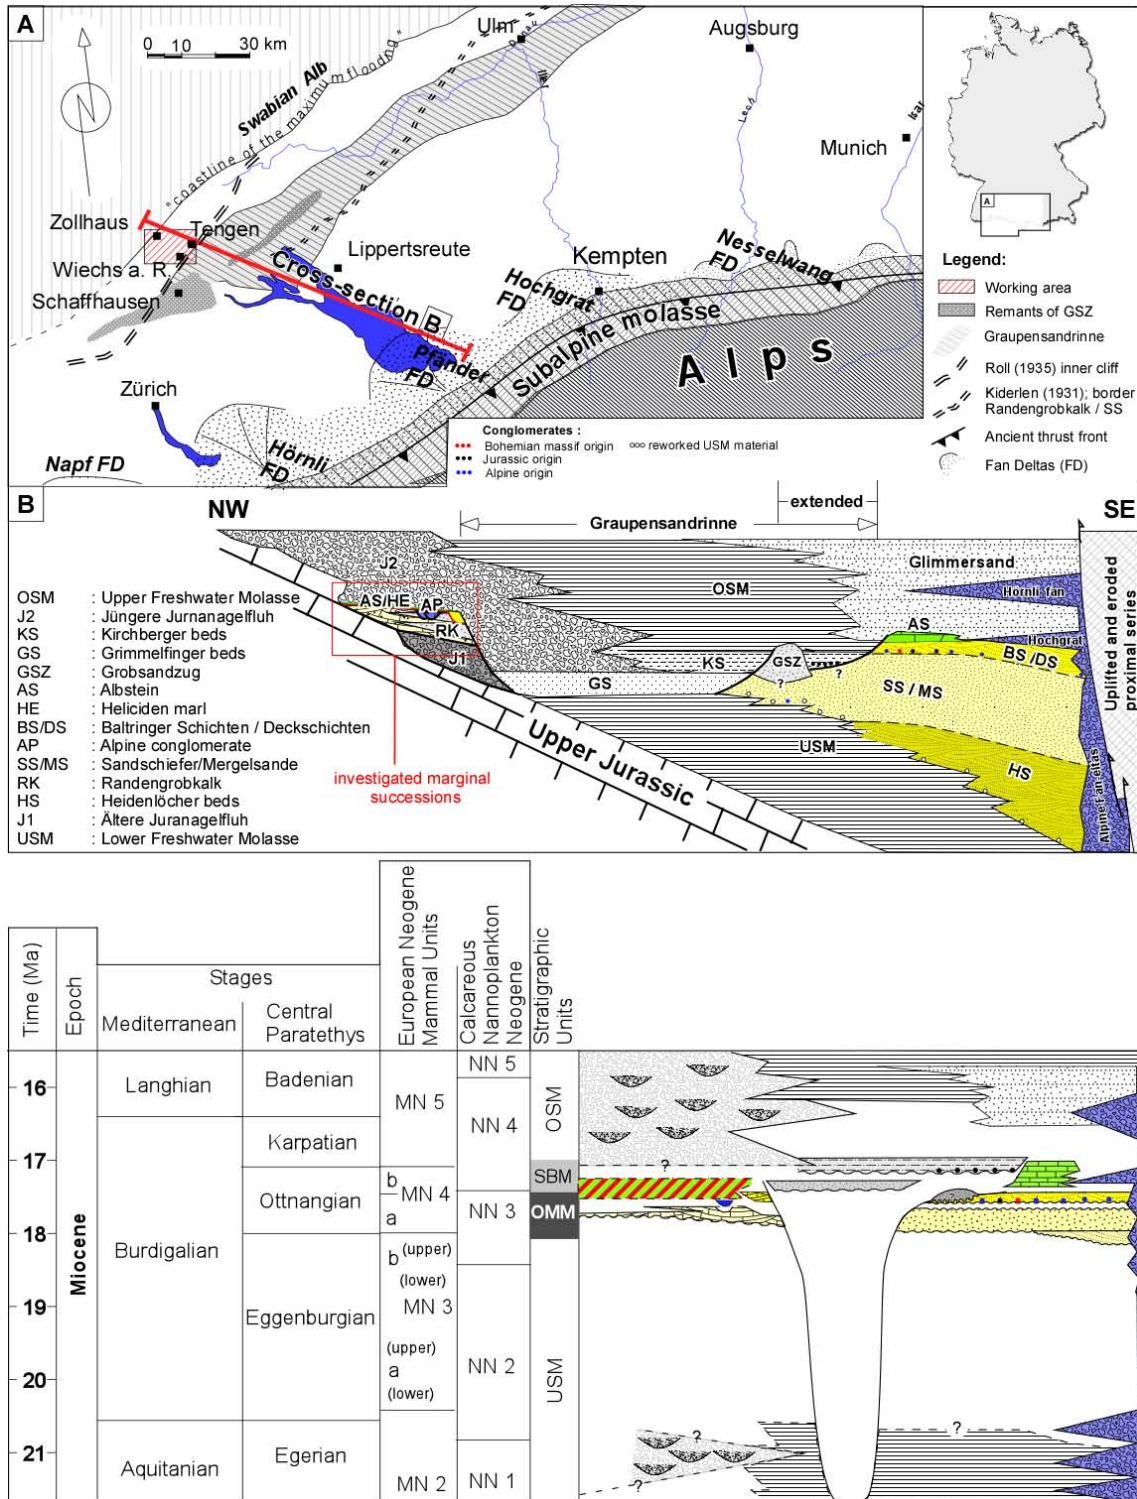 A
0 10 30 km
Ulm
Donau
Iller
Augsburg
Lech
Isar
Munich
Swabian Alb
"coastline of the maximum flooding"
Zollhaus
Tengen
Wiechs a. R.
Schaffhausen
Lippertsreute
Cross-section B
Kempten
Hochgrat
FD
Nesselwang
FD
Pfänder
FD
Subalpine molasse
Alps
Zürich
Hörnli
FD
Napf FD
Conglomerates :
Bohemian massif origin
Jurassic origin
Alpine origin
reworked USM material
A
Legend:
Working area
Remants of GSZ
Graupensandrinne
Roll (1935) inner cliff
Kiderlen (1931); border
Randengrobkalk / SS
Ancient thrust front
Fan Deltas (FD)
B
NW
SE
extended
Graupensandrinne
OSM : Upper Freshwater Molasse
J2 : Jüngere Jurnanagelfluh
KS : Kirchberger beds
GS : Grimmelfinger beds
GSZ : Grobsandzug
AS : Albstein
HE : Heliciden marl
BS/DS : Baltringer Schichten / Deckschichten
AP : Alpine conglomerate
SS/MS : Sandschiefer/Mergelsande
RK : Randengrobkalk
HS : Heidenlöcher beds
J1 : Ältere Juranagelfluh
USM : Lower Freshwater Molasse
J2
AS/HE
AP
RK
J1
investigated marginal
successions
Upper Jurassic
OSM
Glimmersand
Hörnli fan
AS
Hochgrat
BS/DS
KS
GSZ
?
?
GS
SS / MS
USM
HS
Alpine Fan deltas
Uplifted and eroded
proximal series
Time (Ma)
Epoch
Stages
Mediterranean
Central
Paratethys
European Neogene
Mammal Units
Calcareous
Nannoplankton
Neogene
Stratigraphic
Units
16
17
18
19
20
21
Miocene
Langhian
Burdigalian
Aquitanian
Badenian
Karpatian
Ottnangian
Eggenburgian
Egerian
MN 5
b
MN 4
a
b (upper)
(lower)
MN 3
(upper)
a
(lower)
MN 2
NN 5
NN 4
NN 3
NN 2
NN 1
OSM
SBM
OMM
USM
?
?
?
?